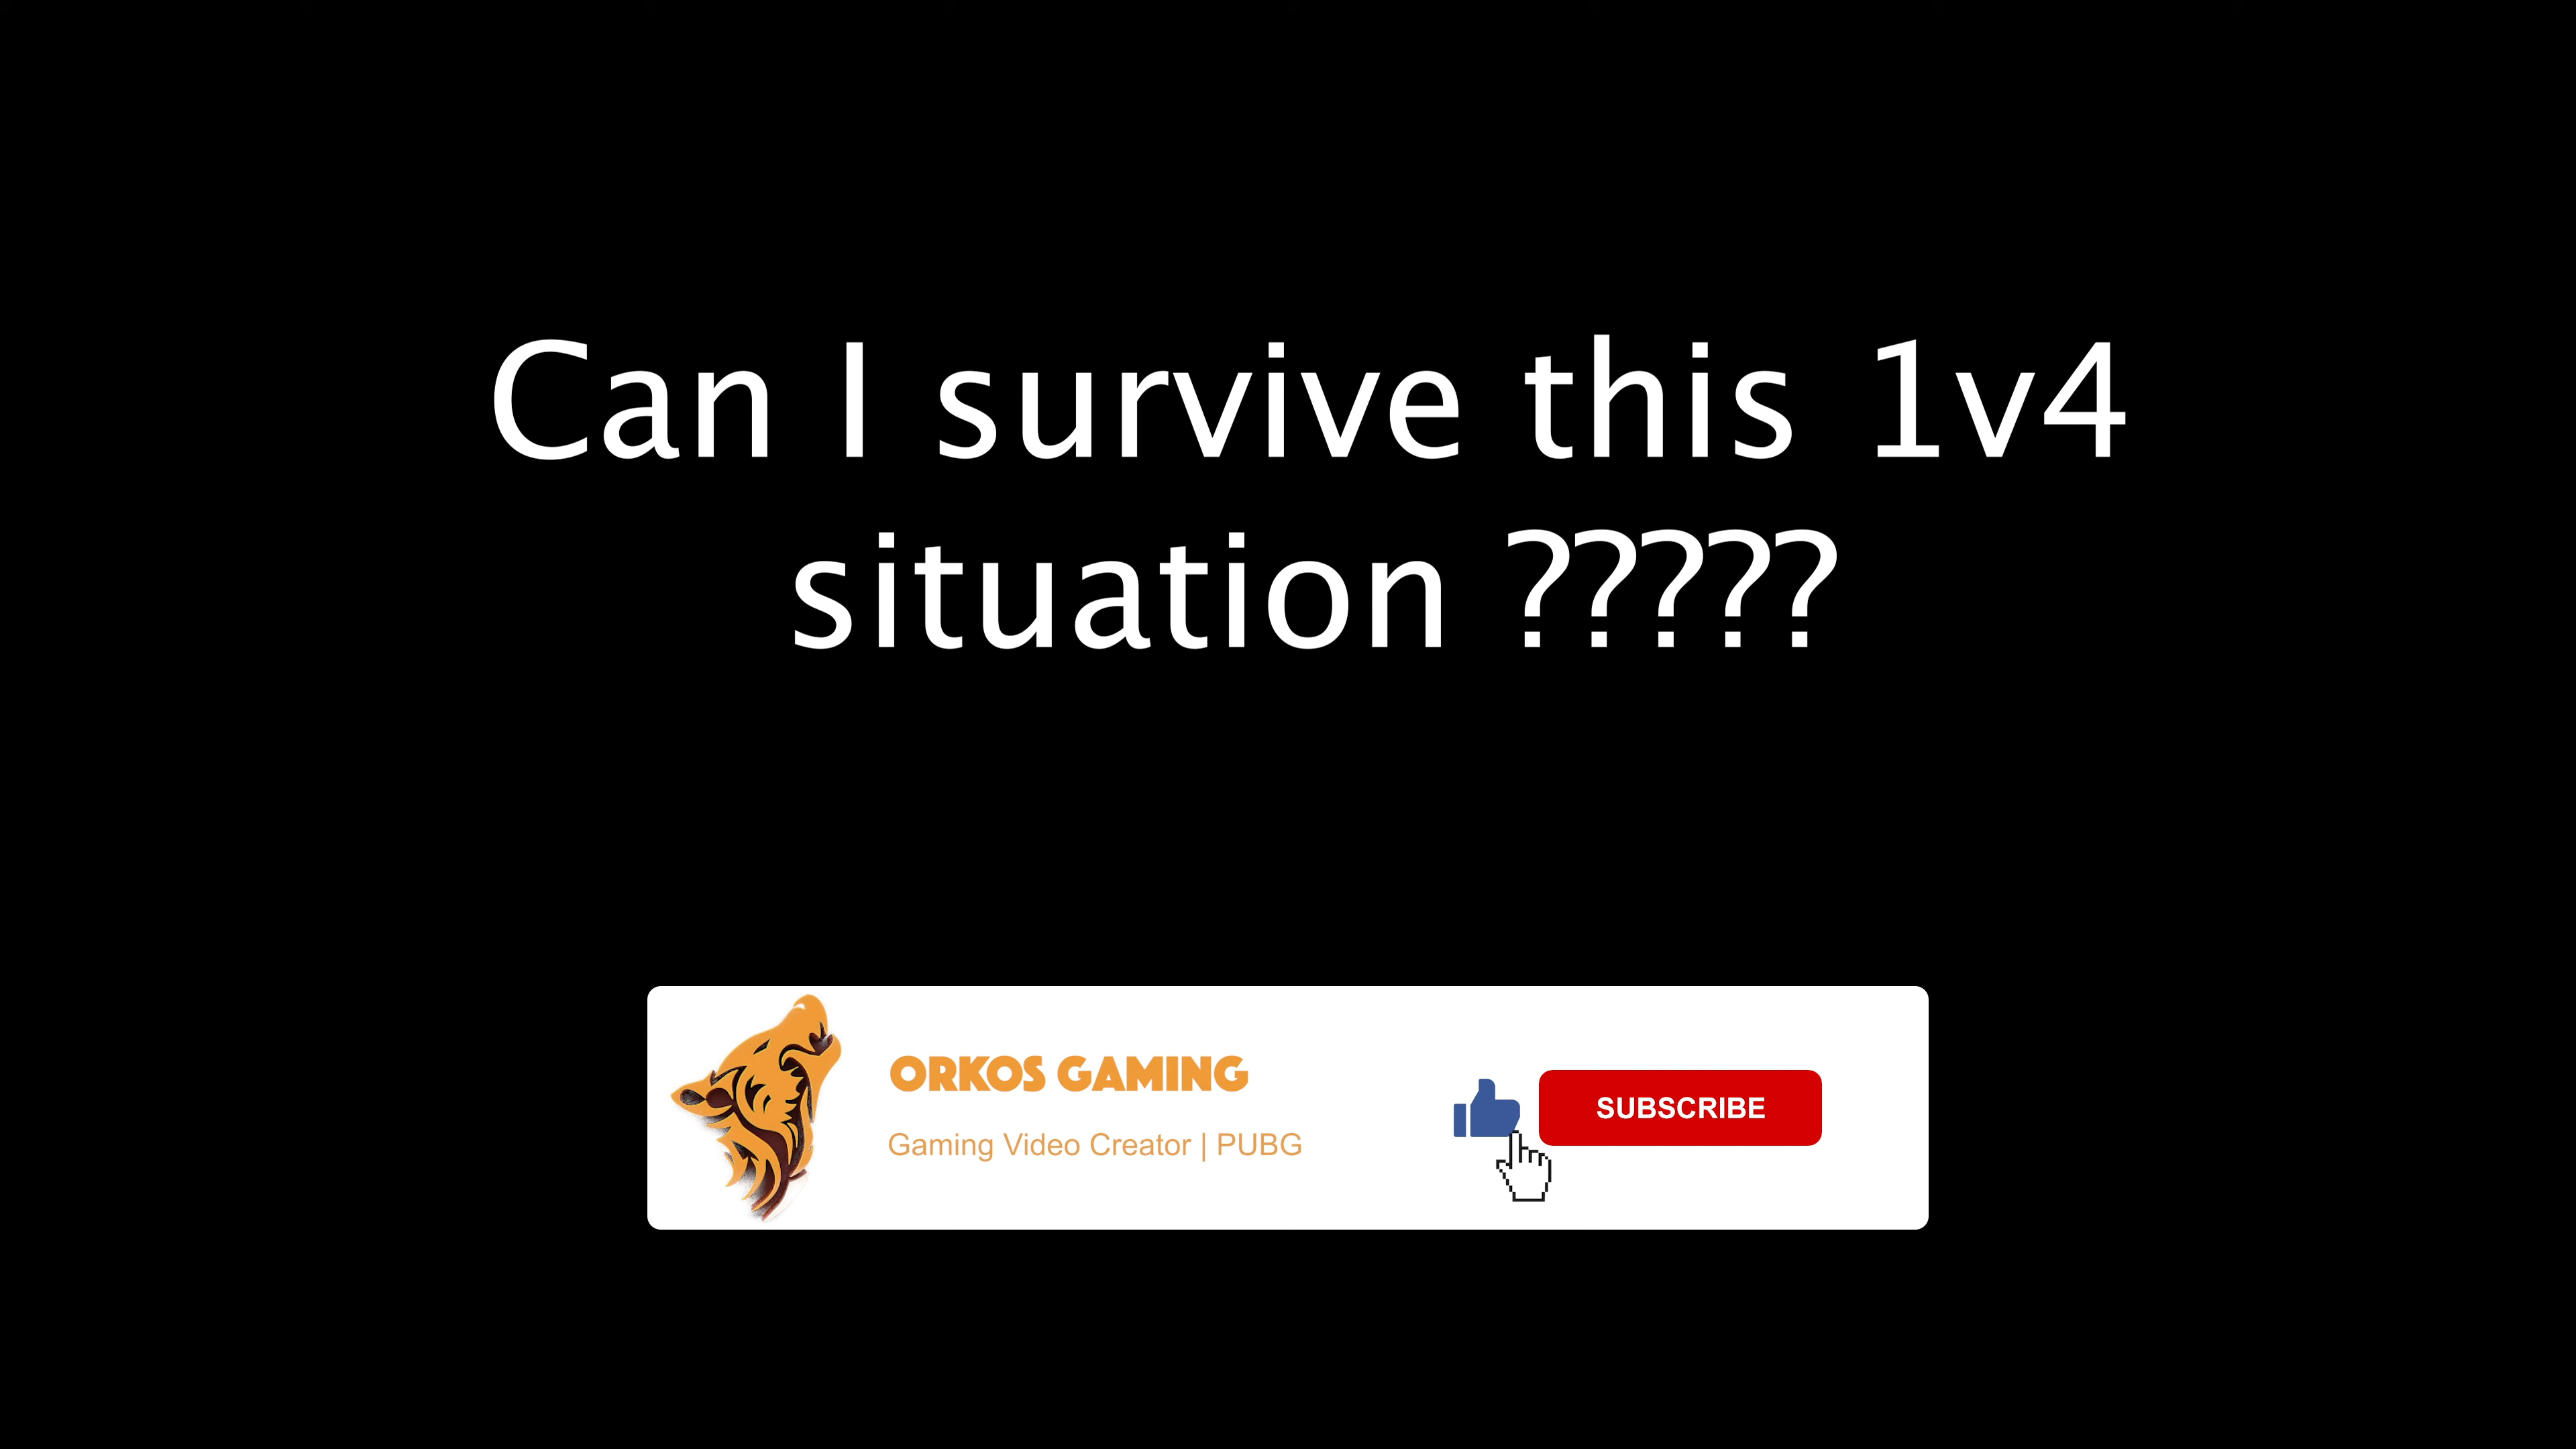 Can I survive this 1v4
situation ?????
ORKOS GAMING
Gaming Video Creator | PUBG
SUBSCRIBE